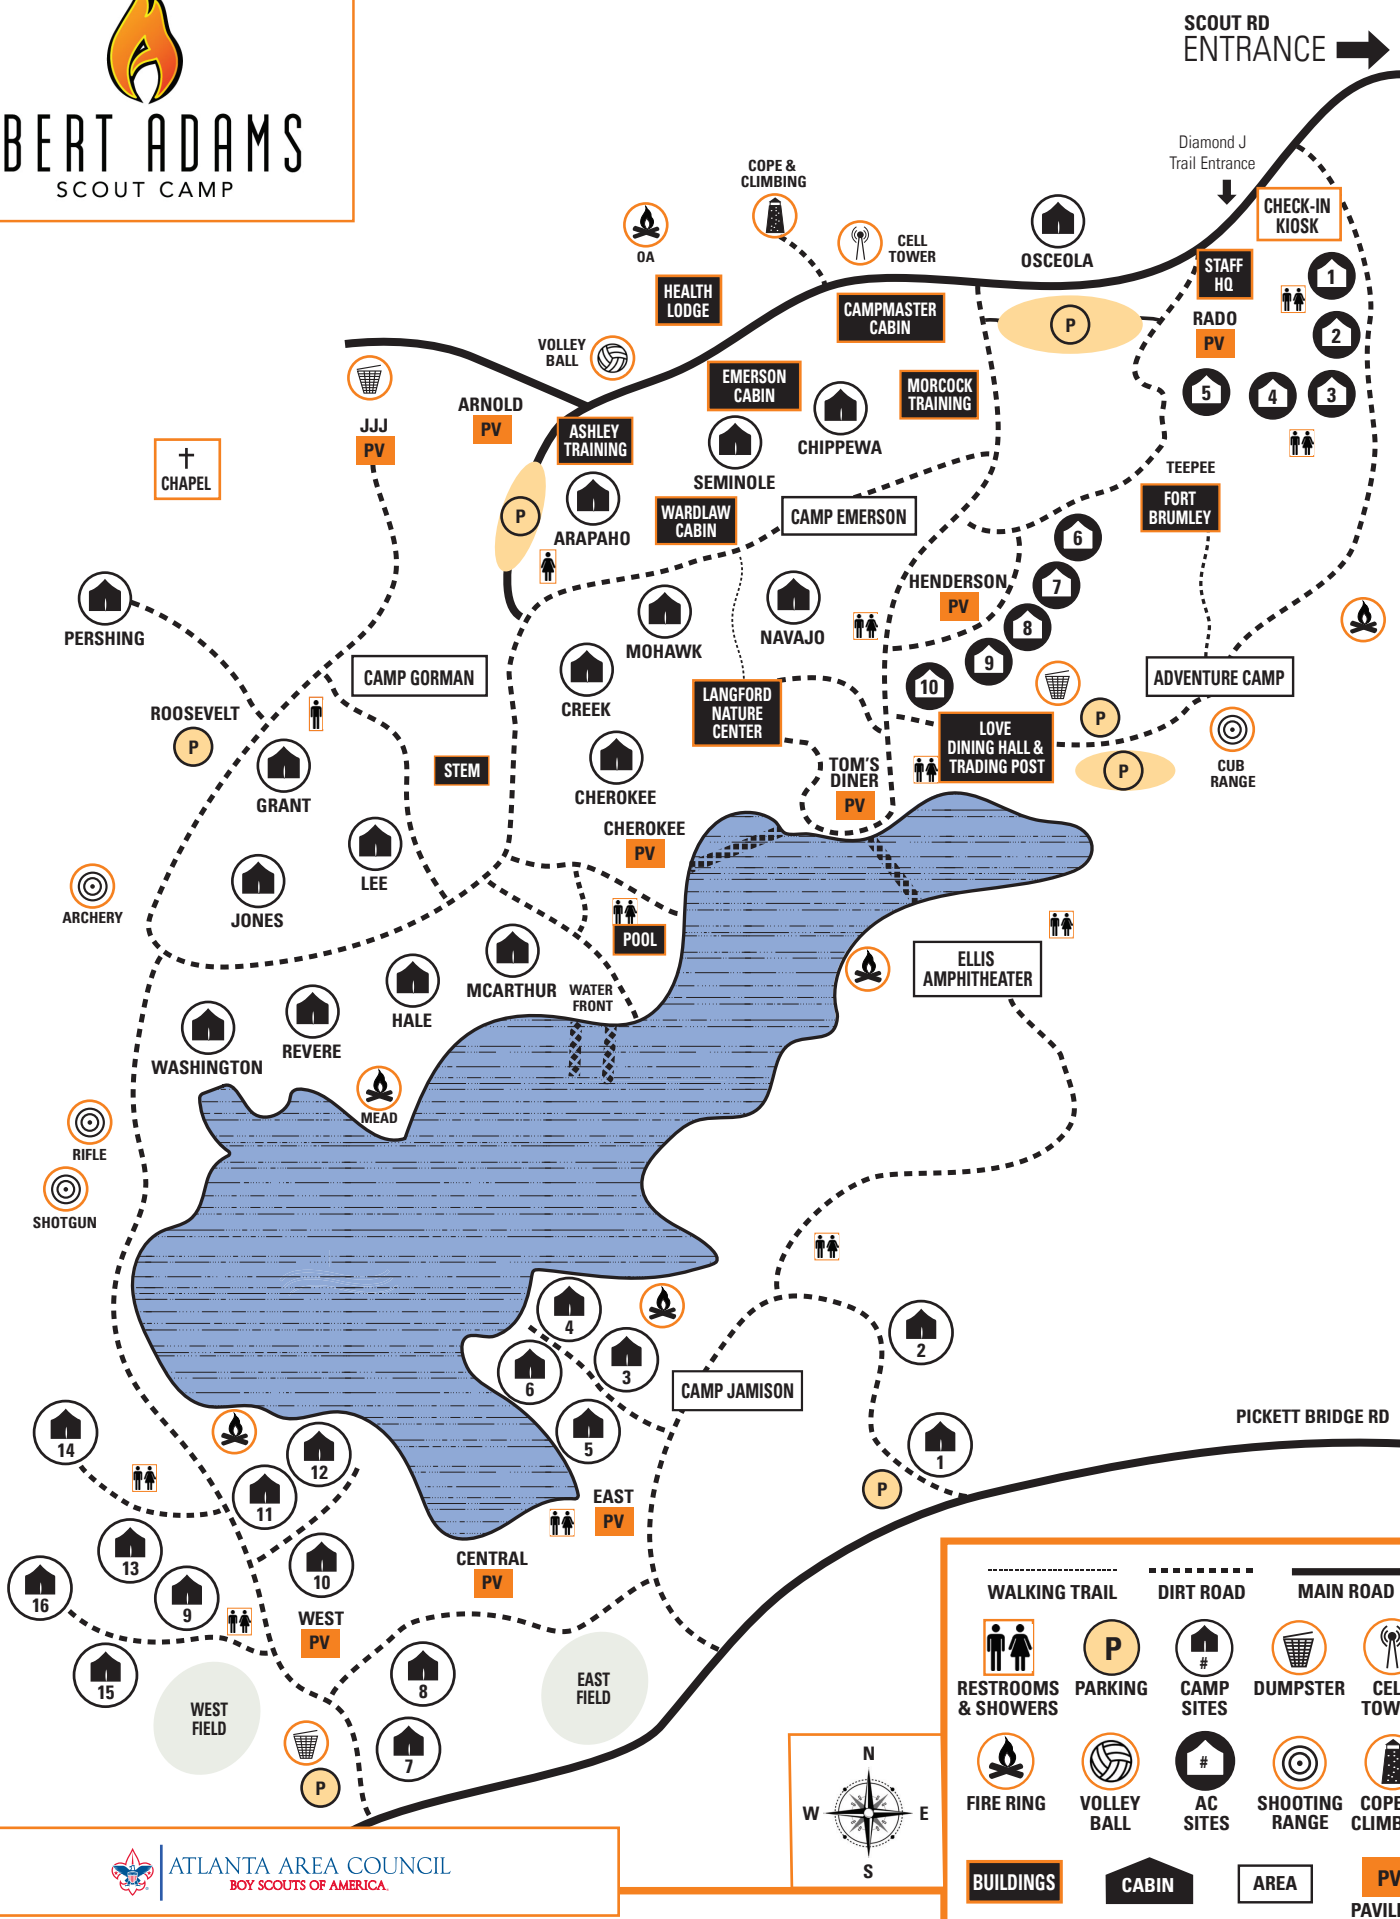 BERT ADAMS
SCOUT CAMP
SCOUT RD
ENTRANCE
Diamond J
Trail Entrance
CHECK-IN
KIOSK
COPE &
CLIMBING
OA
CELL
TOWER
OSCEOLA
STAFF
HQ
HEALTH
LODGE
CAMPMASTER
CABIN
P
RADO
PV
1
2
3
4
5
VOLLEY
BALL
EMERSON
CABIN
MORCOCK
TRAINING
CHIPPEWA
ARNOLD
PV
JJJ
PV
ASHLEY
TRAINING
SEMINOLE
TEEPEE
FORT
BRUMLEY
CHAPEL
P
ARAPAHO
WARDLAW
CABIN
CAMP EMERSON
6
7
8
9
10
HENDERSON
PV
PERSHING
MOHAWK
NAVAJO
CAMP GORMAN
CREEK
LANGFORD
NATURE
CENTER
ADVENTURE CAMP
ROOSEVELT
P
P
LOVE
DINING HALL &
TRADING POST
P
CUB
RANGE
GRANT
STEM
CHEROKEE
TOM'S
DINER
PV
CHEROKEE
PV
LEE
JONES
ARCHERY
POOL
ELLIS
AMPHITHEATER
MCARTHUR
WATER
FRONT
HALE
REVERE
WASHINGTON
MEAD
RIFLE
SHOTGUN
4
3
6
5
2
1
CAMP JAMISON
PICKETT BRIDGE RD
P
14
12
11
EAST
PV
CENTRAL
PV
13
10
16
9
WEST
PV
15
8
7
WEST
FIELD
EAST
FIELD
P
N
W
E
S
WALKING TRAIL
DIRT ROAD
MAIN ROAD
P
#
RESTROOMS
& SHOWERS
PARKING
CAMP
SITES
DUMPSTER
#
FIRE RING
VOLLEY
BALL
AC
SITES
SHOOTING
RANGE
BUILDINGS
CABIN
AREA
PV
ATLANTA AREA COUNCIL
BOY SCOUTS OF AMERICA